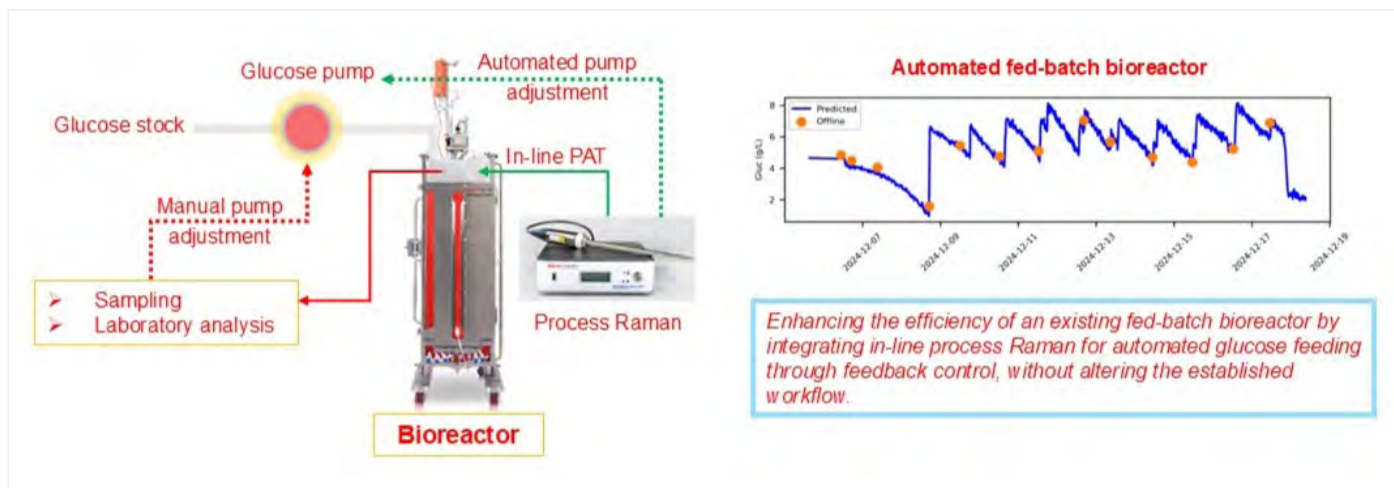 Glucose pump
Automated pump
adjustment
Glucose stock
In-line PAT
Manual pump
adjustment
➢ Sampling
➢ Laboratory analysis
Process Raman
Bioreactor
Automated fed-batch bioreactor
Predicted
Offline
Gluc (g/L)
8
6
4
2
2024-12-07
2024-12-09
2024-12-11
2024-12-13
2024-12-15
2024-12-17
2024-12-19
Enhancing the efficiency of an existing fed-batch bioreactor by
integrating in-line process Raman for automated glucose feeding
through feedback control, without altering the established
workflow.